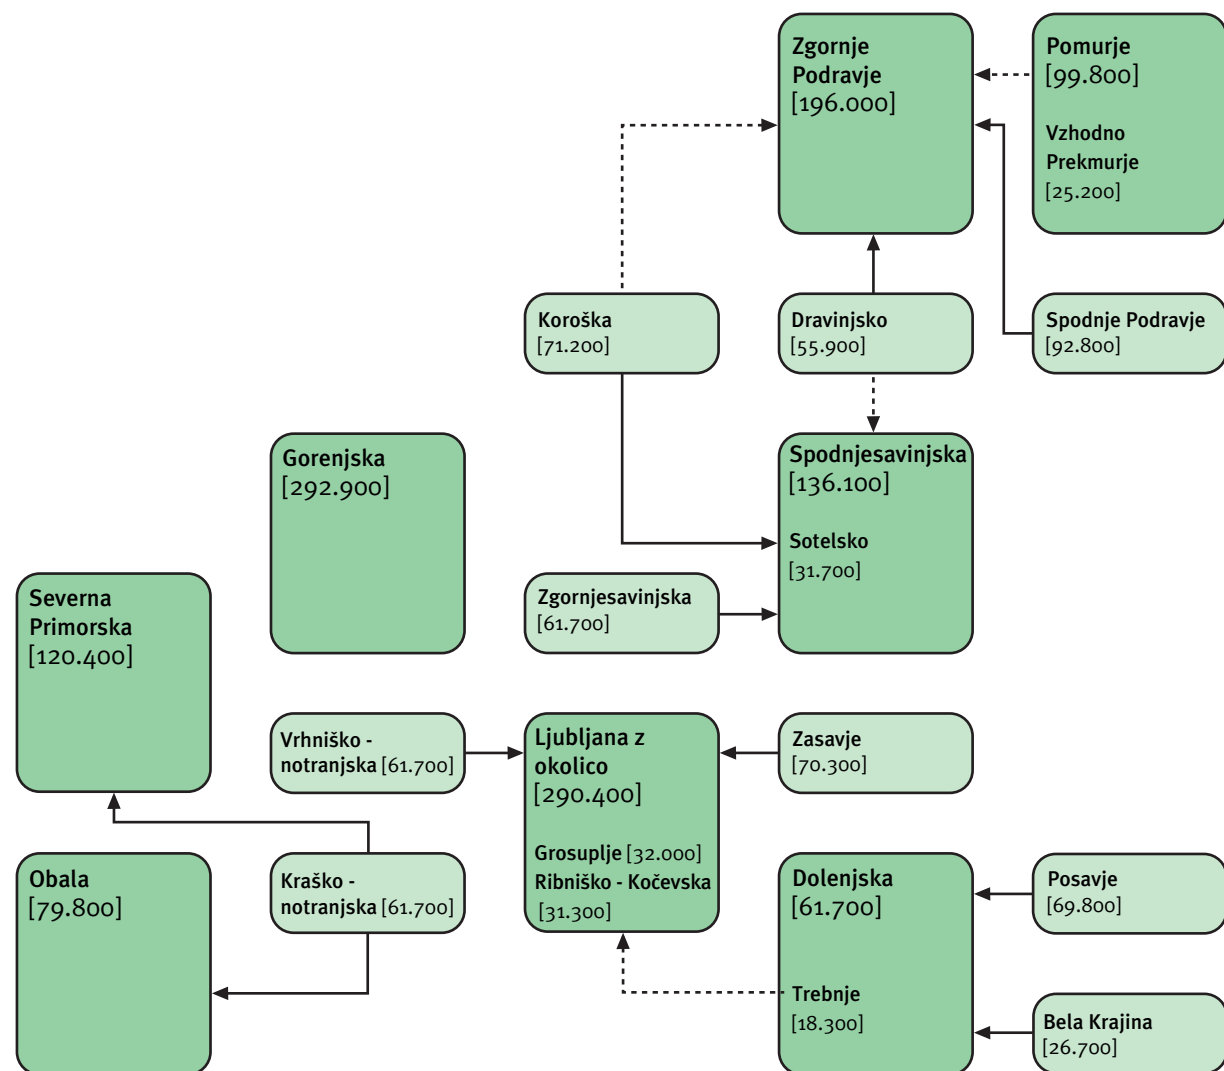 Zgornje
Podravje
[196.000]
Pomurje
[99.800]
Vzhodno
Prekmurje
[25.200]
Koroška
[71.200]
Dravinjsko
[55.900]
Spodnje Podravje
[92.800]
Gorenjska
[292.900]
Spodnjesavinjska
[136.100]
Sotelsko
[31.700]
Severna
Primorska
[120.400]
Zgornjesavinjska
[61.700]
Vrhniško -
notranjska [61.700]
Ljubljana z
okolico
[290.400]
Grosuplje [32.000]
Ribniško - Kočevska
[31.300]
Zasavje
[70.300]
Obala
[79.800]
Kraško -
notranjska [61.700]
Dolenjska
[61.700]
Trebnje
[18.300]
Posavje
[69.800]
Bela Krajina
[26.700]